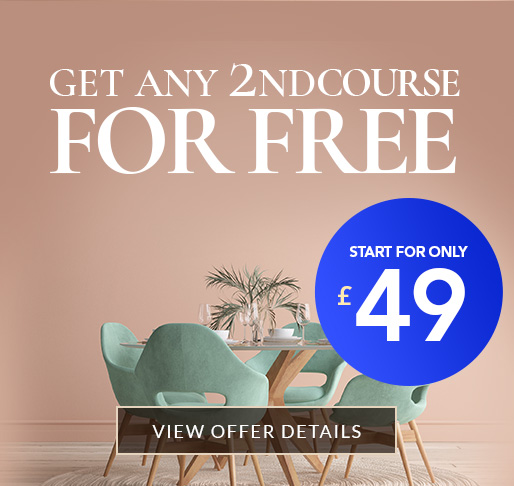 GET ANY 2NDCOURSE
FOR FREE
START FOR ONLY
£49
VIEW OFFER DETAILS